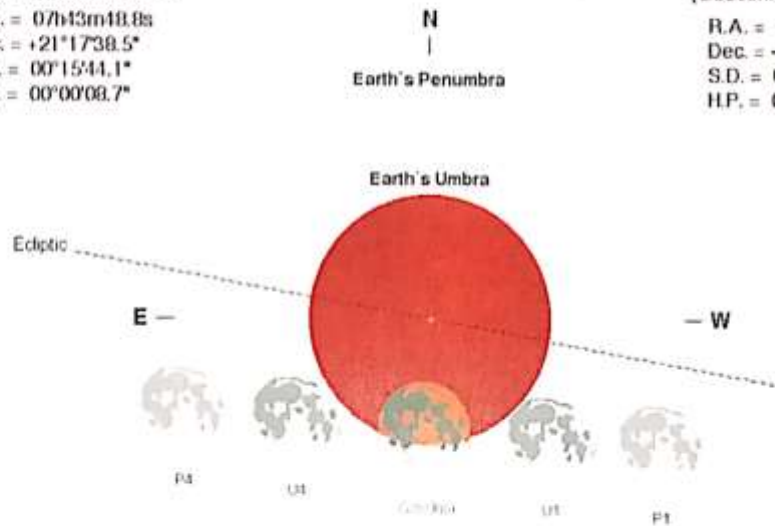 . = 07h43m48.8s
. = +21°17'38.5"
. = 00°15'44.1"
. = 00°00'08.7"
N
Earth's Penumbra
R.A. =
Dec. =
S.D. =
H.P. =
Earth's Umbra
Ecliptic
E
W
P4
U4
U1
P1